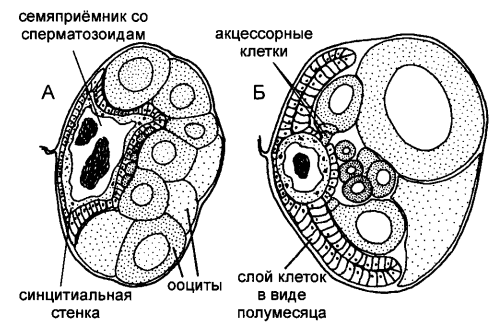 семяприёмник со
сперматозоидам
акцессорные
клетки
А
Б
синцитиальная
стенка
ооциты
слой клеток
в виде
полумесяца